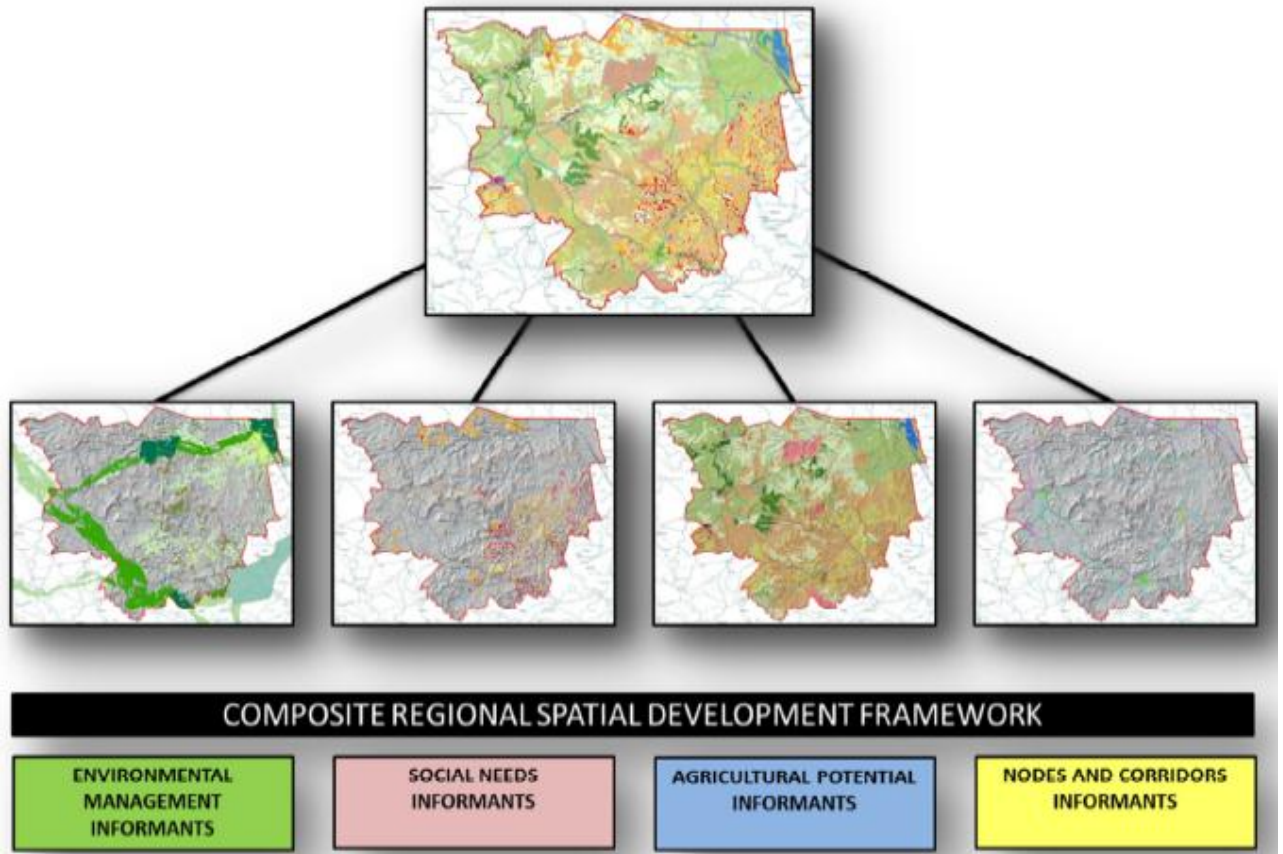 COMPOSITE REGIONAL SPATIAL DEVELOPMENT FRAMEWORK
ENVIRONMENTAL
MANAGEMENT
INFORMANTS
SOCIAL NEEDS
INFORMANTS
AGRICULTURAL POTENTIAL
INFORMANTS
NODES AND CORRIDORS
INFORMANTS